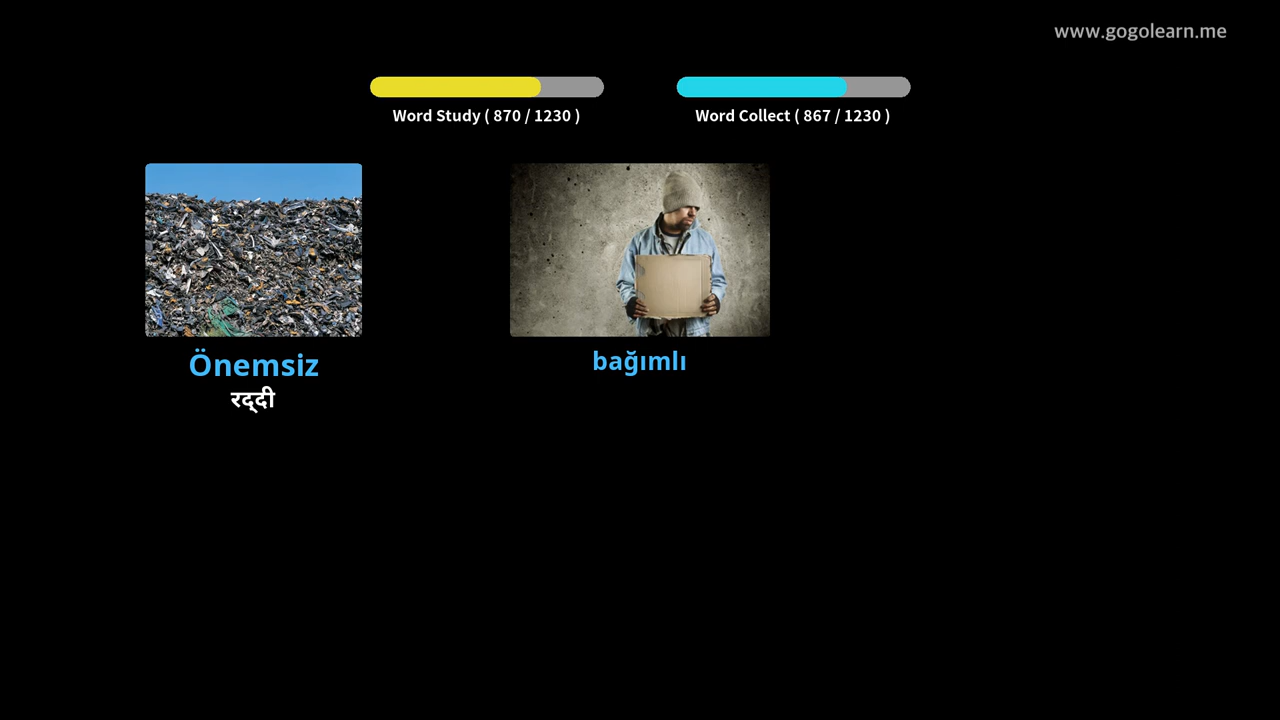 www.gogolearn.me
Word Study ( 870 / 1230 )
Word Collect ( 867 / 1230 )
Önemsiz
रद्दी
bağımlı